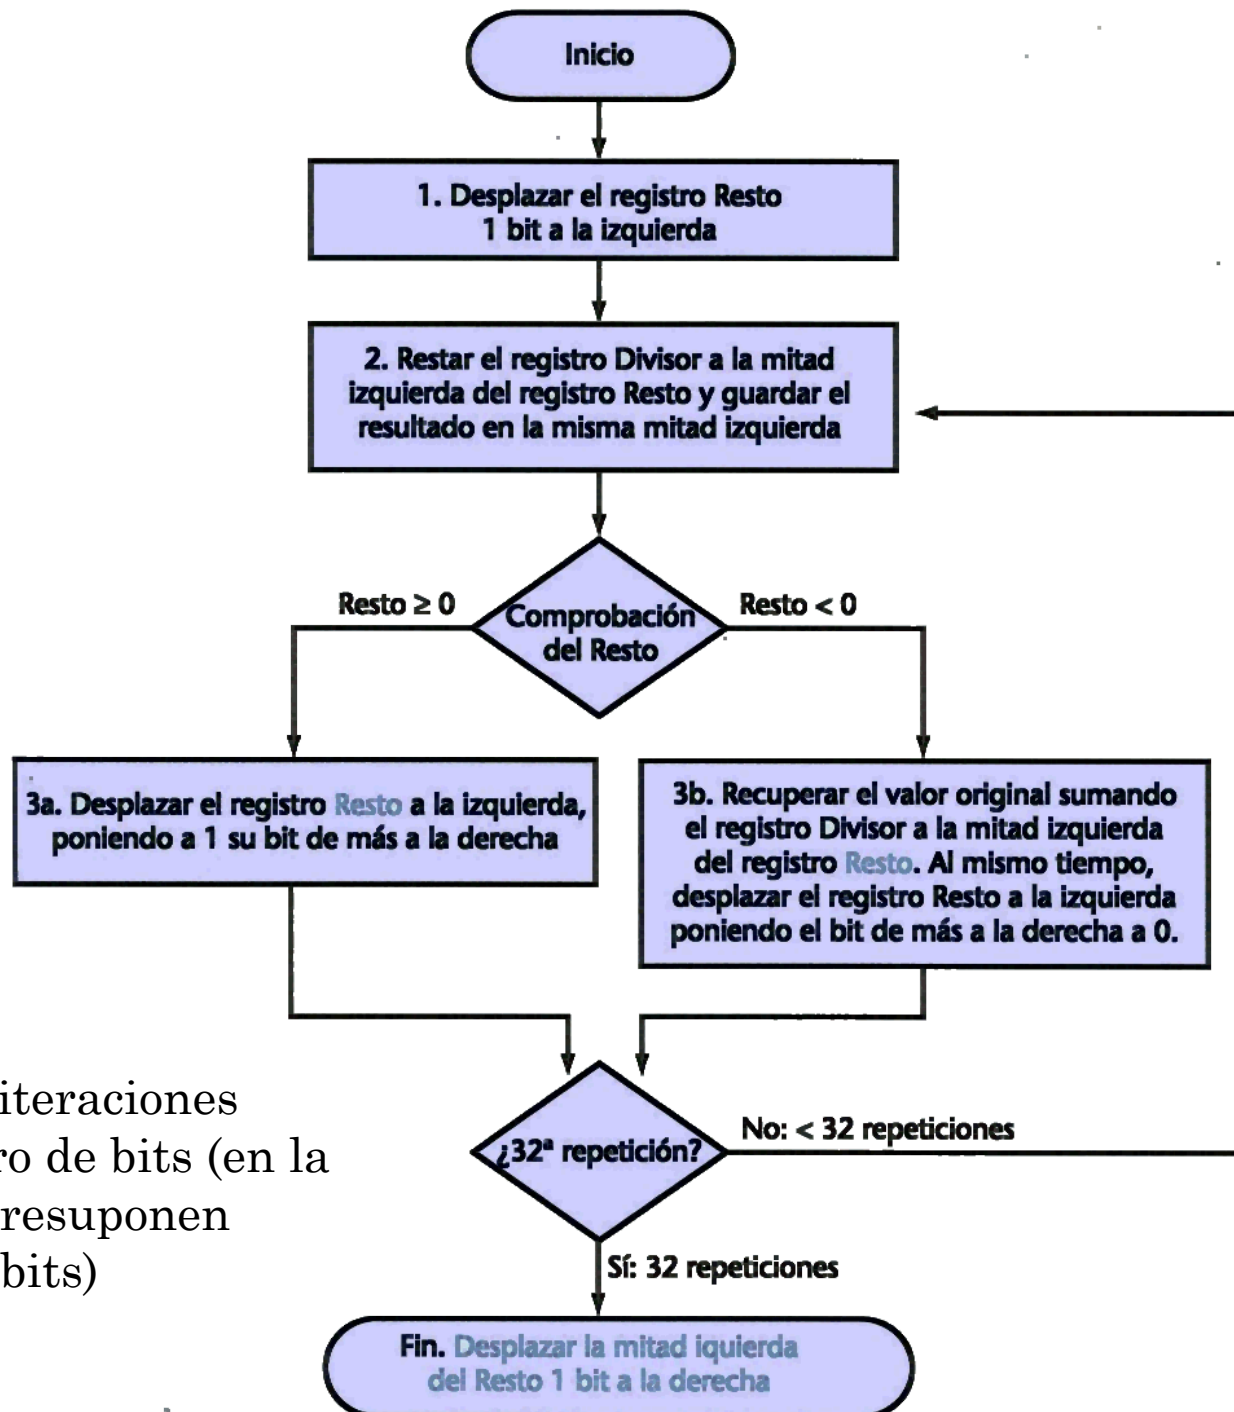 Inicio
1. Desplazar el registro Resto
1 bit a la izquierda
2. Restar el registro Divisor a la mitad
izquierda del registro Resto y guardar el
resultado en la misma mitad izquierda
Resto ≥ 0
Comprobación
del Resto
Resto < 0
3a. Desplazar el registro Resto a la izquierda,
poniendo a 1 su bit de más a la derecha
3b. Recuperar el valor original sumando
el registro Divisor a la mitad izquierda
del registro Resto. Al mismo tiempo,
desplazar el registro Resto a la izquierda
poniendo el bit de más a la derecha a 0.
iteraciones
ro de bits (en la
resuponen
bits)
¿32ª repetición?
No: < 32 repeticiones
Sí: 32 repeticiones
Fin. Desplazar la mitad iquierda
del Resto 1 bit a la derecha